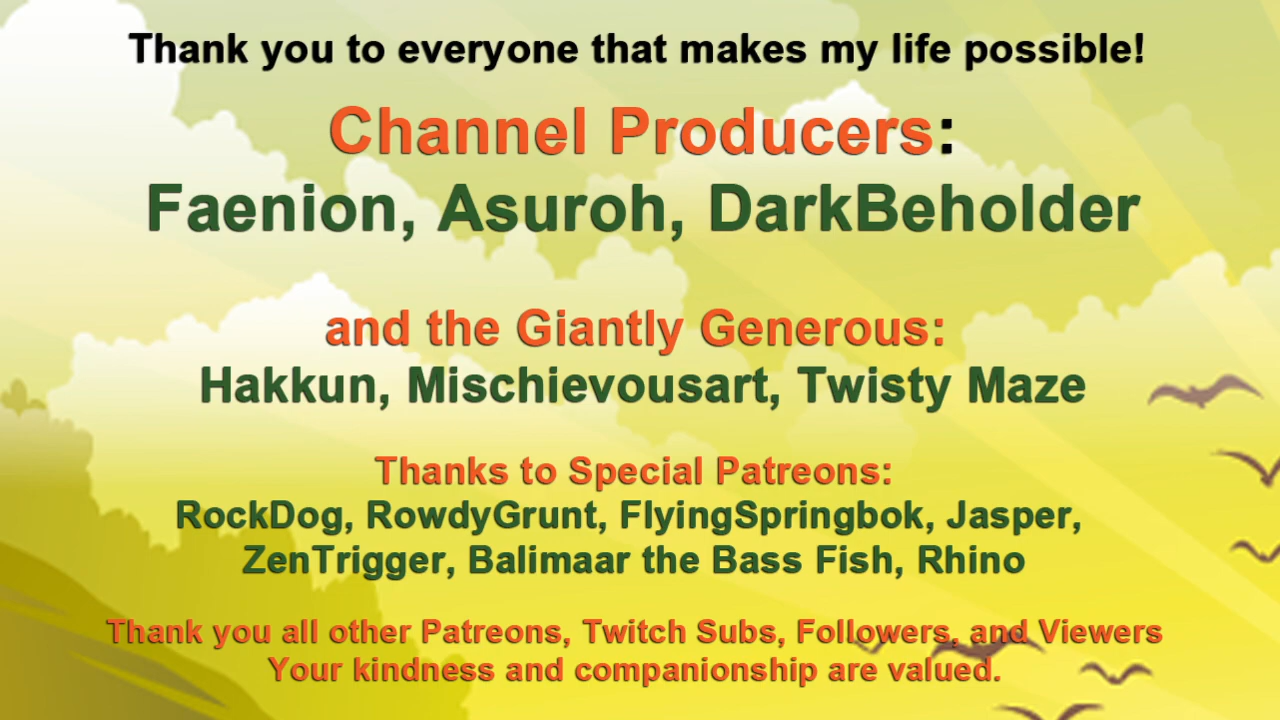 Thank you to everyone that makes my life possible!
Channel Producers:
Faenion, Asuroh, DarkBeholder
and the Giantly Generous:
Hakkun, Mischievousart, Twisty Maze
Thanks to Special Patreons:
RockDog, RowdyGrunt, FlyingSpringbok, Jasper,
ZenTrigger, Balimaar the Bass Fish, Rhino
Thank you all other Patreons, Twitch Subs, Followers, and Viewers
Your kindness and companionship are valued.